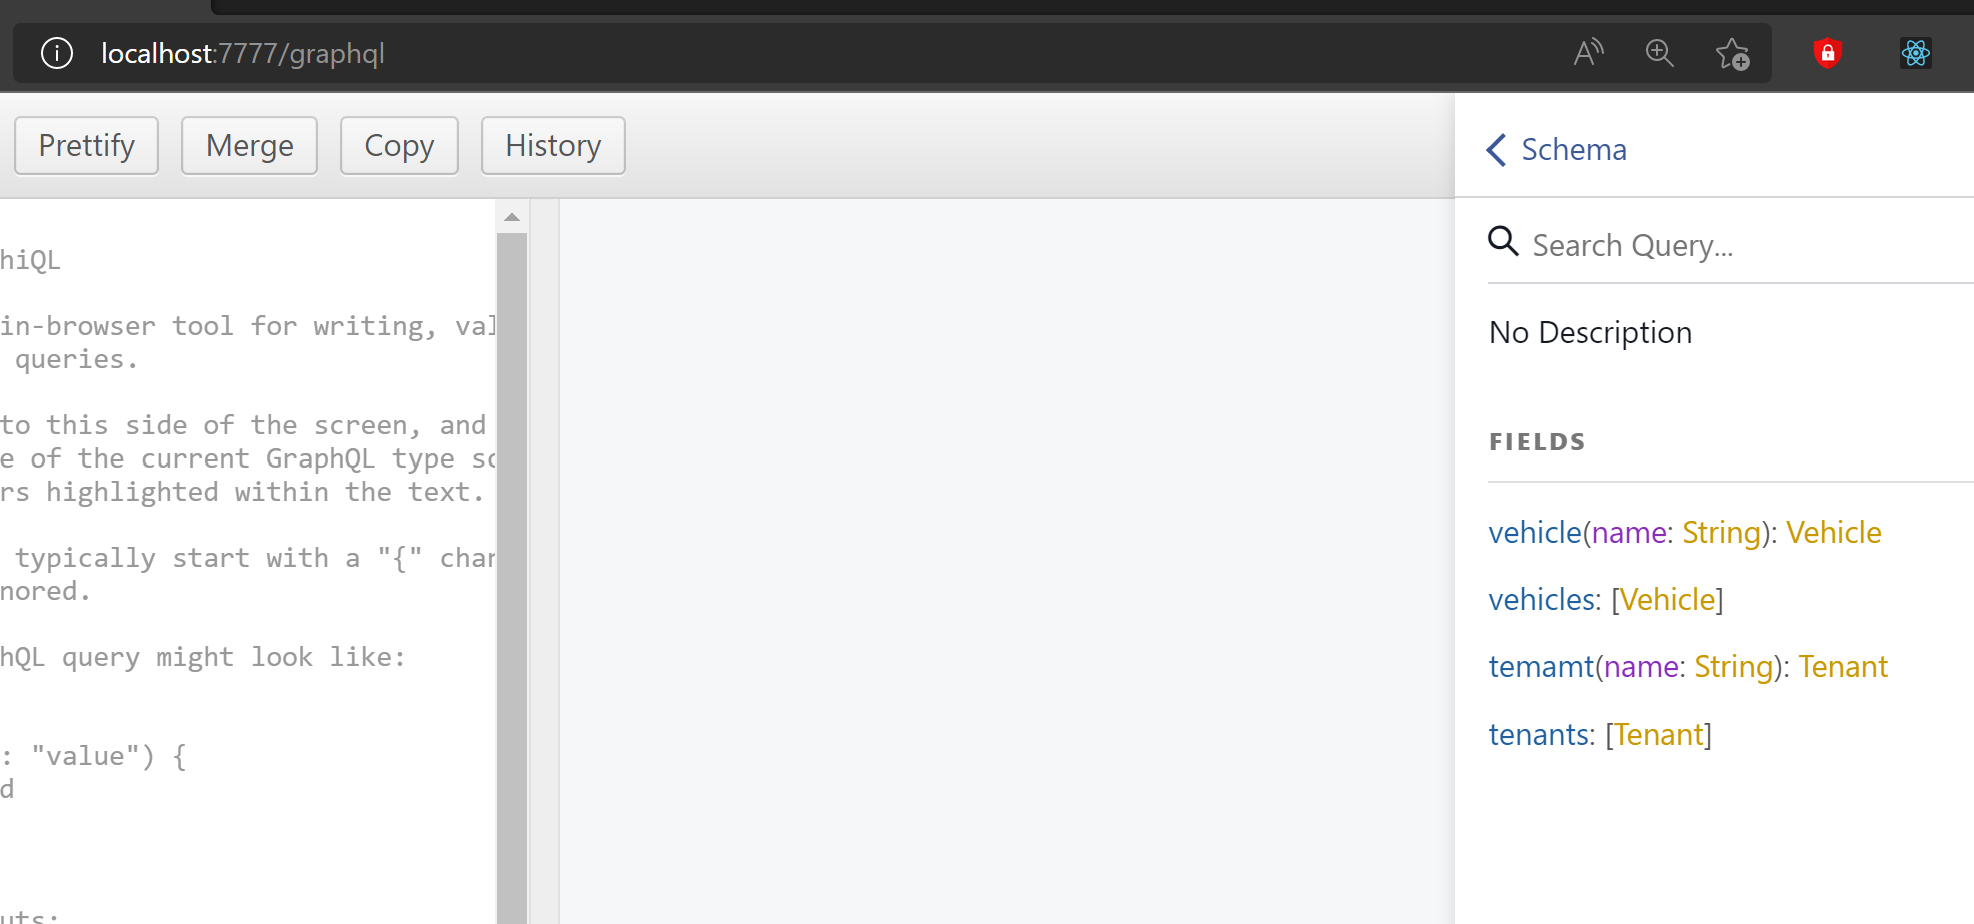 localhost:7777/graphql
Prettify Merge Copy History
Schema
hiQL
in-browser tool for writing, val
queries.
to this side of the screen, and
e of the current GraphQL type sc
rs highlighted within the text.
typically start with a "{" char
nored.
hQL query might look like:
: "value") {
d
uts:
Search Query...
No Description
FIELDS
vehicle(name: String): Vehicle
vehicles: [Vehicle]
temamt(name: String): Tenant
tenants: [Tenant]